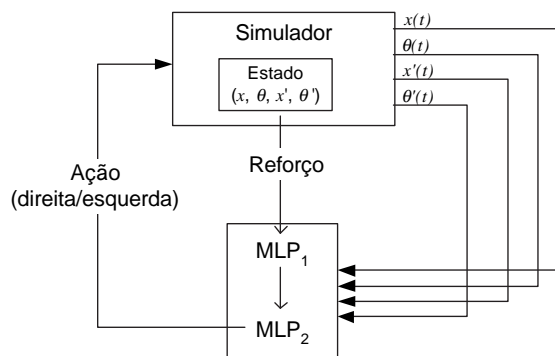 Simulador
x(t)
θ(t)
x'(t)
θ'(t)
Estado
(x, θ, x', θ')
Ação
(direita/esquerda)
Reforço
MLP₁
MLP₂